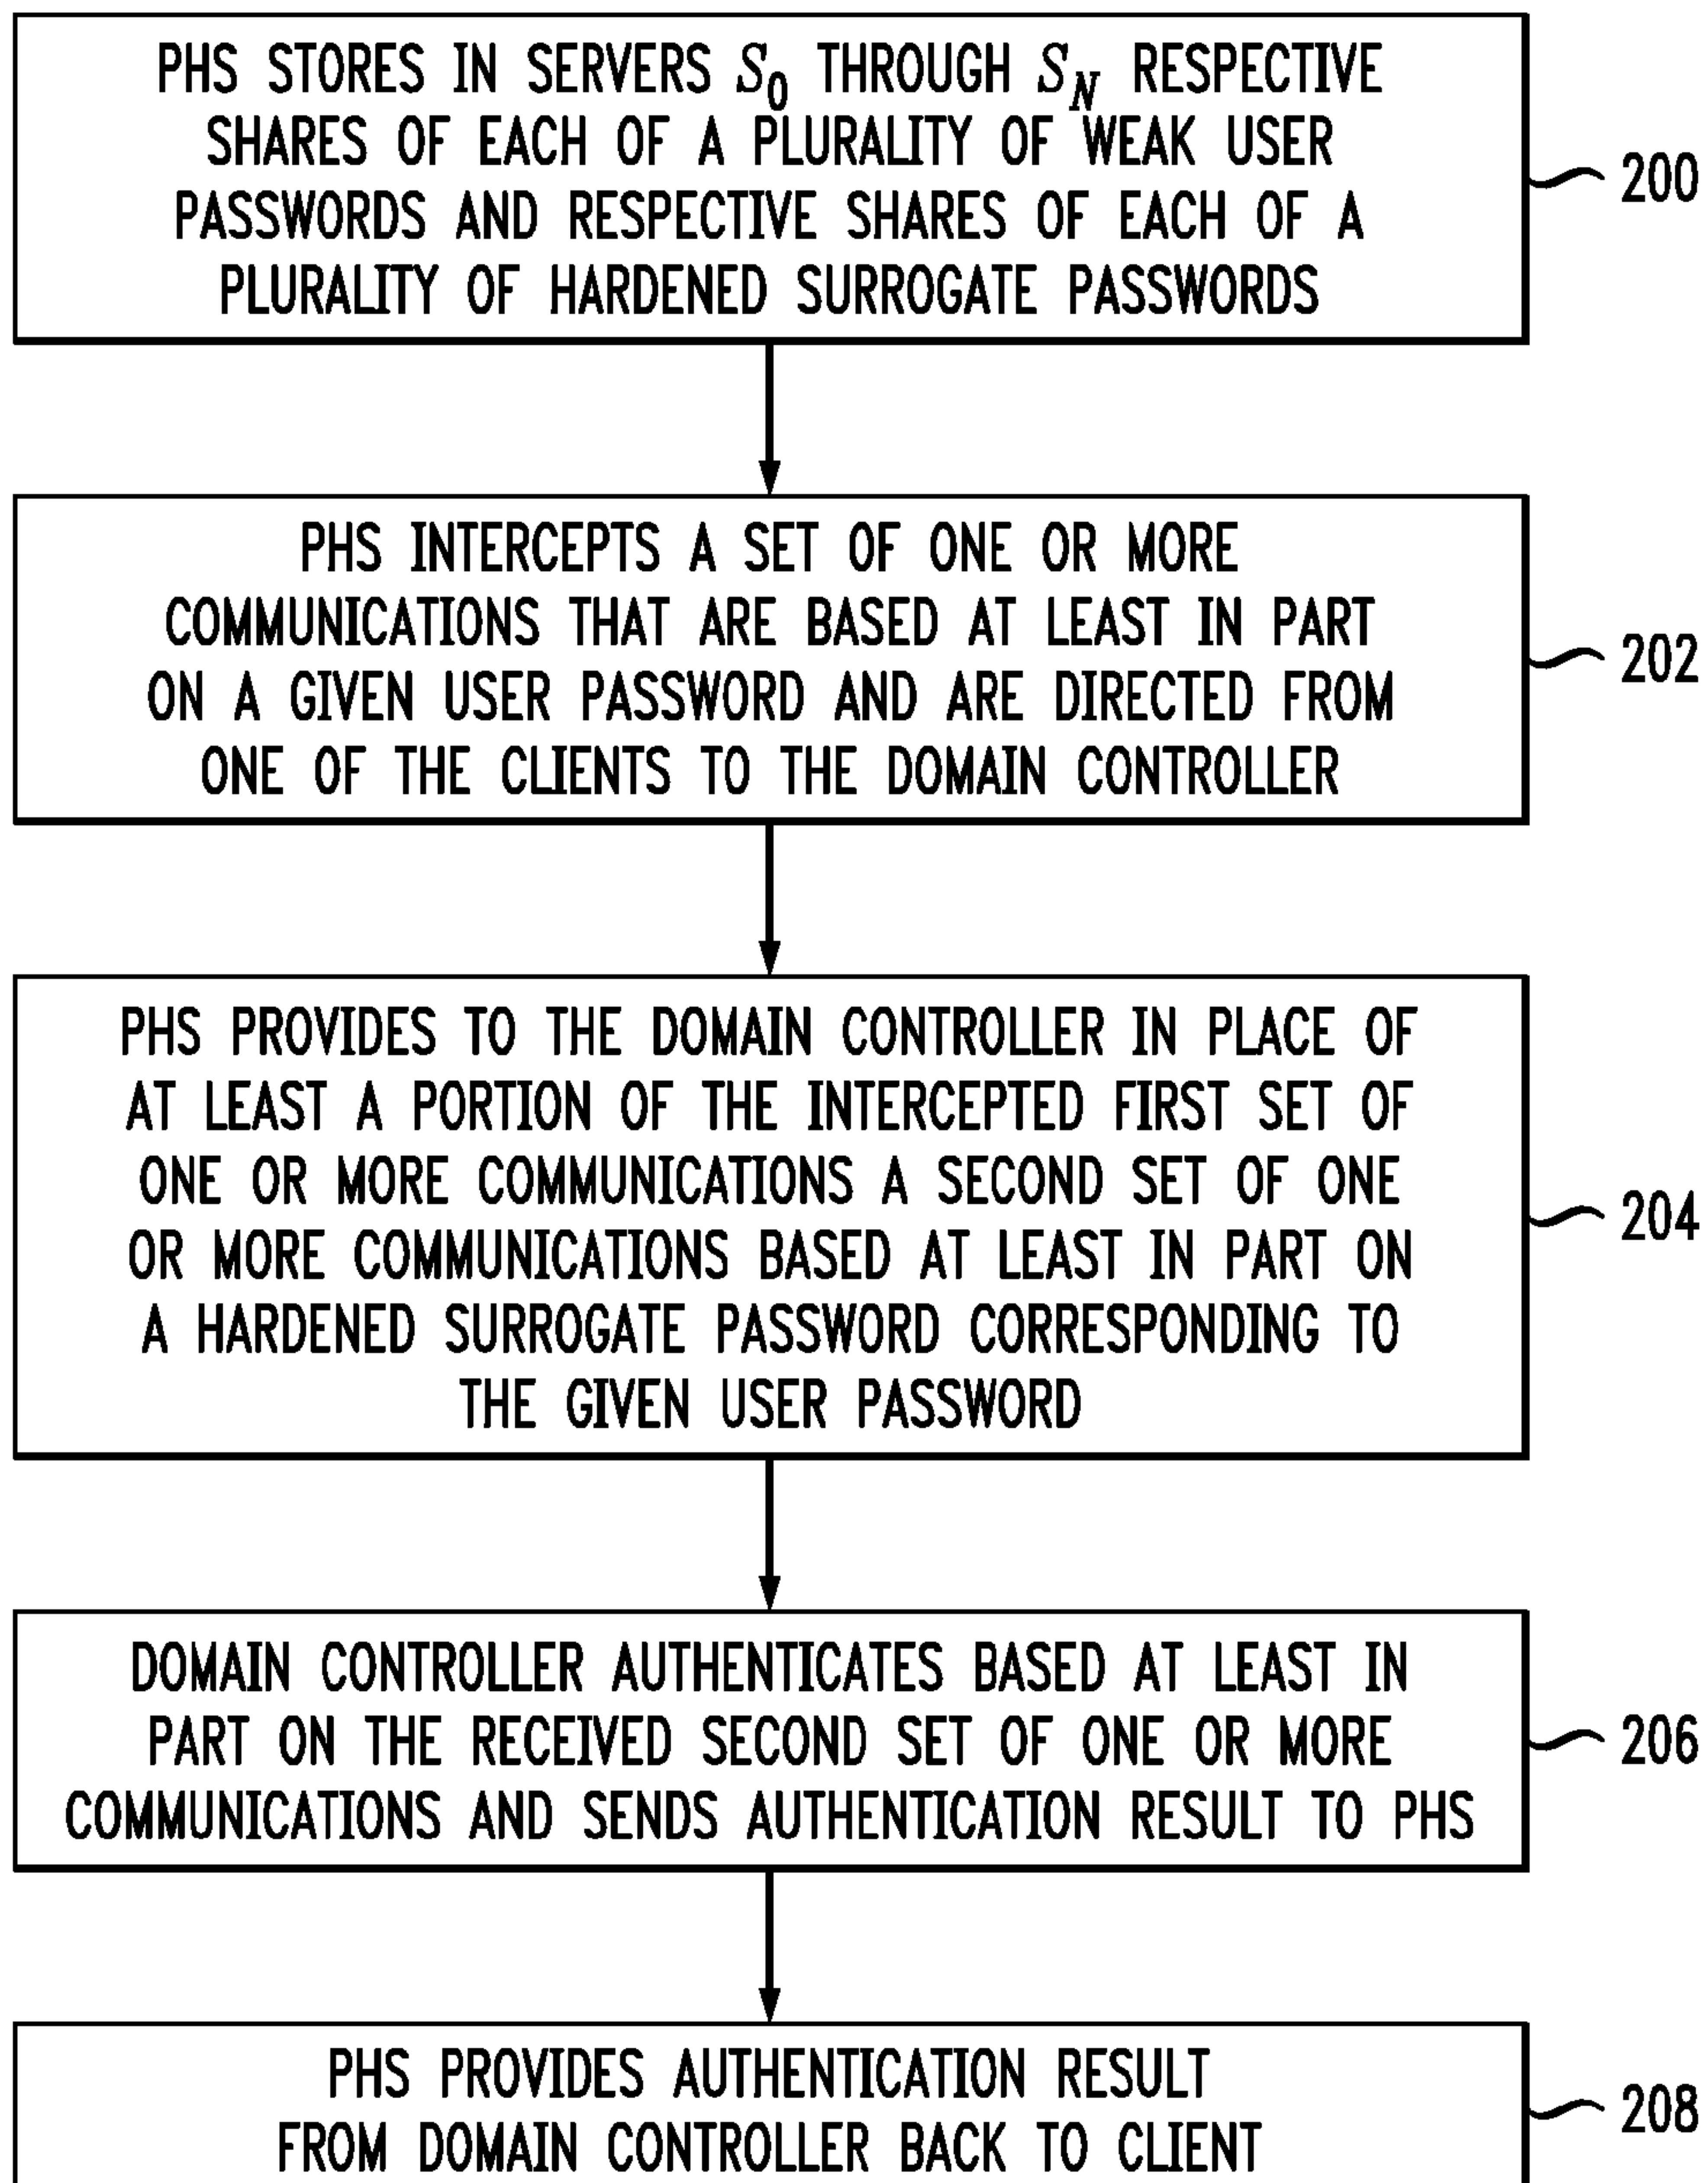 PHS STORES IN SERVERS S0 THROUGH SN RESPECTIVE
SHARES OF EACH OF A PLURALITY OF WEAK USER
PASSWORDS AND RESPECTIVE SHARES OF EACH OF A
PLURALITY OF HARDENED SURROGATE PASSWORDS
200
PHS INTERCEPTS A SET OF ONE OR MORE
COMMUNICATIONS THAT ARE BASED AT LEAST IN PART
ON A GIVEN USER PASSWORD AND ARE DIRECTED FROM
ONE OF THE CLIENTS TO THE DOMAIN CONTROLLER
202
PHS PROVIDES TO THE DOMAIN CONTROLLER IN PLACE OF
AT LEAST A PORTION OF THE INTERCEPTED FIRST SET OF
ONE OR MORE COMMUNICATIONS A SECOND SET OF ONE
OR MORE COMMUNICATIONS BASED AT LEAST IN PART ON
A HARDENED SURROGATE PASSWORD CORRESPONDING TO
THE GIVEN USER PASSWORD
204
DOMAIN CONTROLLER AUTHENTICATES BASED AT LEAST IN
PART ON THE RECEIVED SECOND SET OF ONE OR MORE
COMMUNICATIONS AND SENDS AUTHENTICATION RESULT TO PHS
206
PHS PROVIDES AUTHENTICATION RESULT
FROM DOMAIN CONTROLLER BACK TO CLIENT
208